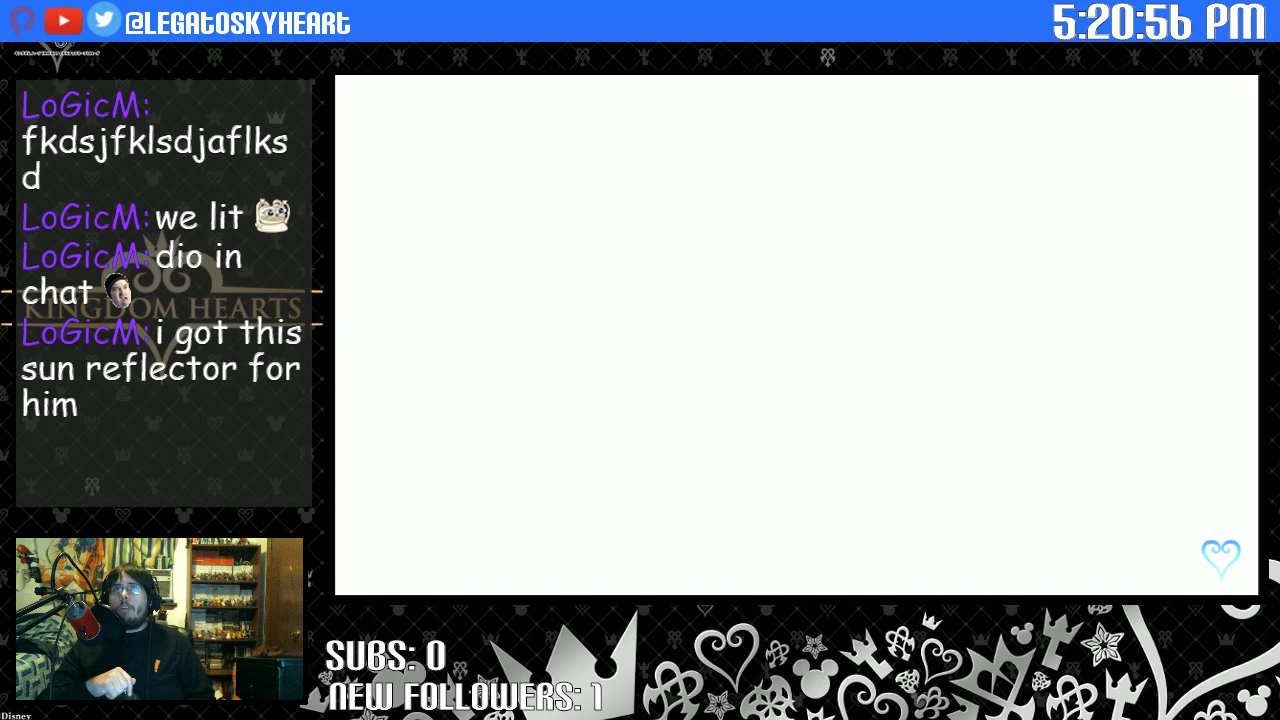 @LEGATOSKYHEART
5:20:56 PM
LoGicM:
fkdsjfklsdjaflks
d
LoGicM: we lit
LoGicM: dio in
chat
KINGDOM HEARTS
LoGicM: i got this
sun reflector for
him
SUBS: 0
NEW FOLLOWERS: 1
Disney